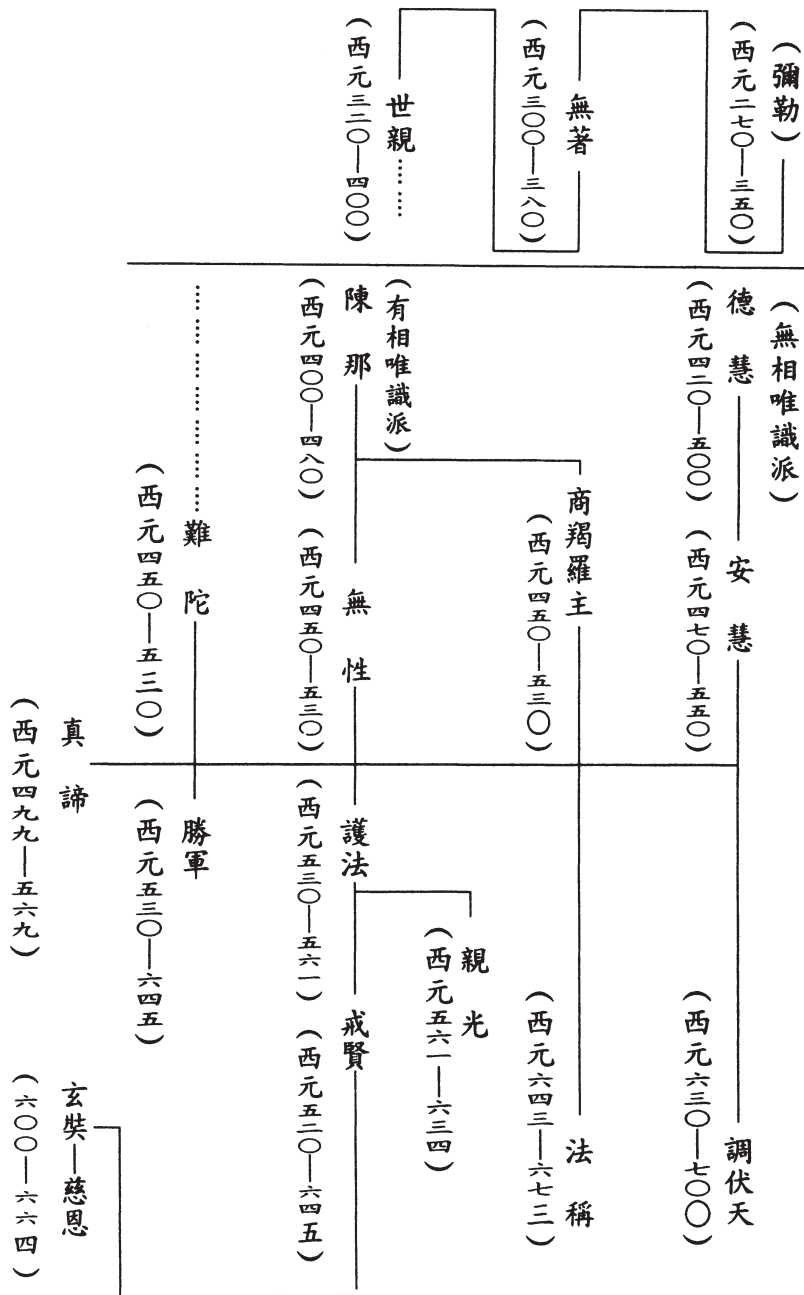 (彌勒)
(西元二七〇—三五〇)
無著
(西元三〇〇—三八〇)
世親……
(西元三二〇—四〇〇)
(無相唯識派)
德慧——安慧——調伏天
(西元四二〇—五〇〇)
(西元四七〇—五五〇)
(西元六三〇—七〇〇)
商羯羅主——法稱
(西元四五〇—五三〇)
(西元六四三—六七三)
親光
(西元五六一—六三四)
(有相唯識派)
陳那——無性——護法——戒賢
(西元四〇〇—四八〇)
(西元四五〇—五三〇)
(西元五三〇—五六一)
(西元五二〇—六四五)
……………………難陀——勝軍
(西元四五〇—五三〇)
(西元五三〇—六四五)
真諦
(西元四九九—五六九)
玄奘——慈恩
(六〇〇—六六四)